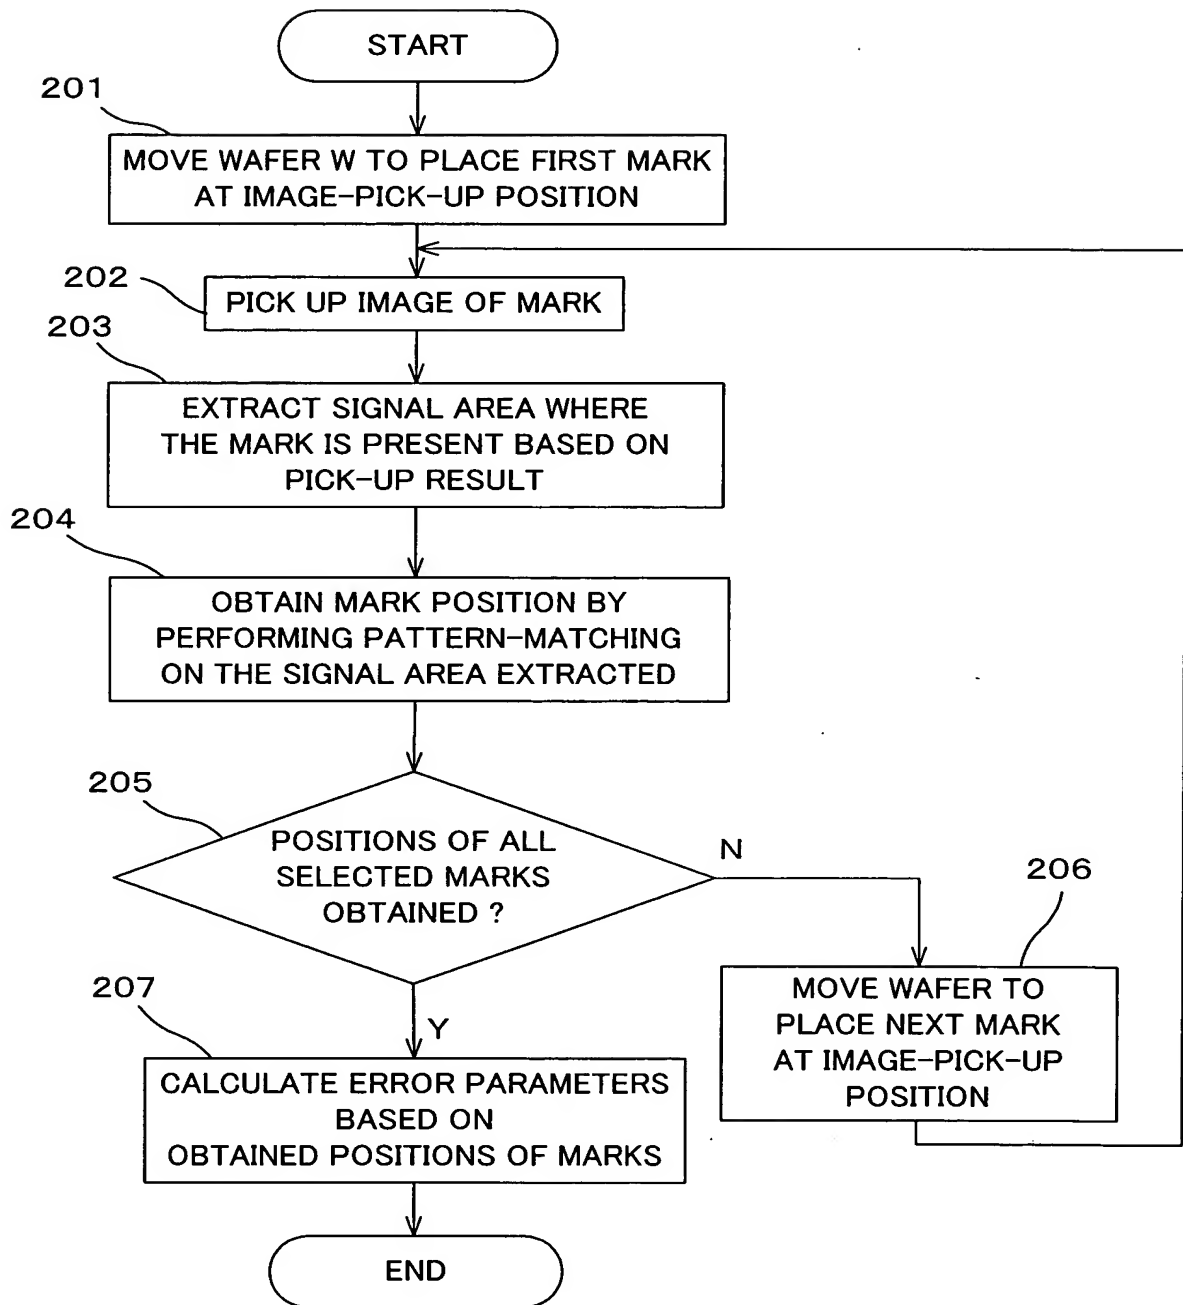 START
201
MOVE WAFER W TO PLACE FIRST MARK
AT IMAGE-PICK-UP POSITION
202
PICK UP IMAGE OF MARK
203
EXTRACT SIGNAL AREA WHERE
THE MARK IS PRESENT BASED ON
PICK-UP RESULT
204
OBTAIN MARK POSITION BY
PERFORMING PATTERN-MATCHING
ON THE SIGNAL AREA EXTRACTED
205
POSITIONS OF ALL
SELECTED MARKS
OBTAINED ?
N
206
MOVE WAFER TO
PLACE NEXT MARK
AT IMAGE-PICK-UP
POSITION
Y
207
CALCULATE ERROR PARAMETERS
BASED ON
OBTAINED POSITIONS OF MARKS
END